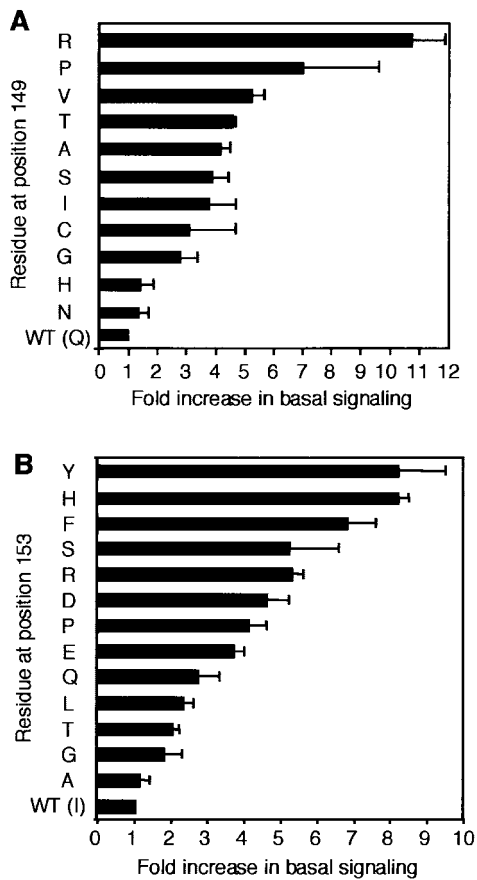 A
Residue at position 149
R
P
V
T
A
S
I
C
G
H
N
WT (Q)
0 1 2 3 4 5 6 7 8 9 10 11 12
Fold increase in basal signaling
B
Residue at position 153
Y
H
F
S
R
D
P
E
Q
L
T
G
A
WT (I)
0 1 2 3 4 5 6 7 8 9 10
Fold increase in basal signaling